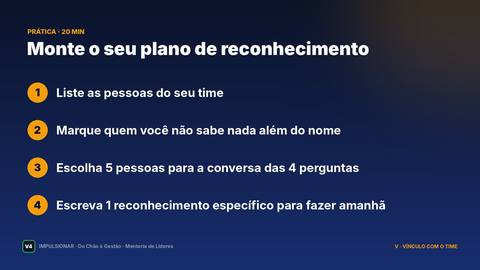 PRÁTICA · 20 MIN
Monte o seu plano de reconhecimento
1 Liste as pessoas do seu time
2 Marque quem você não sabe nada além do nome
3 Escolha 5 pessoas para a conversa das 4 perguntas
4 Escreva 1 reconhecimento específico para fazer amanhã
V4 IMPULSIONAR · Do Chão à Gestão · Mentoria de Líderes
V · VÍNCULO COM O TIME